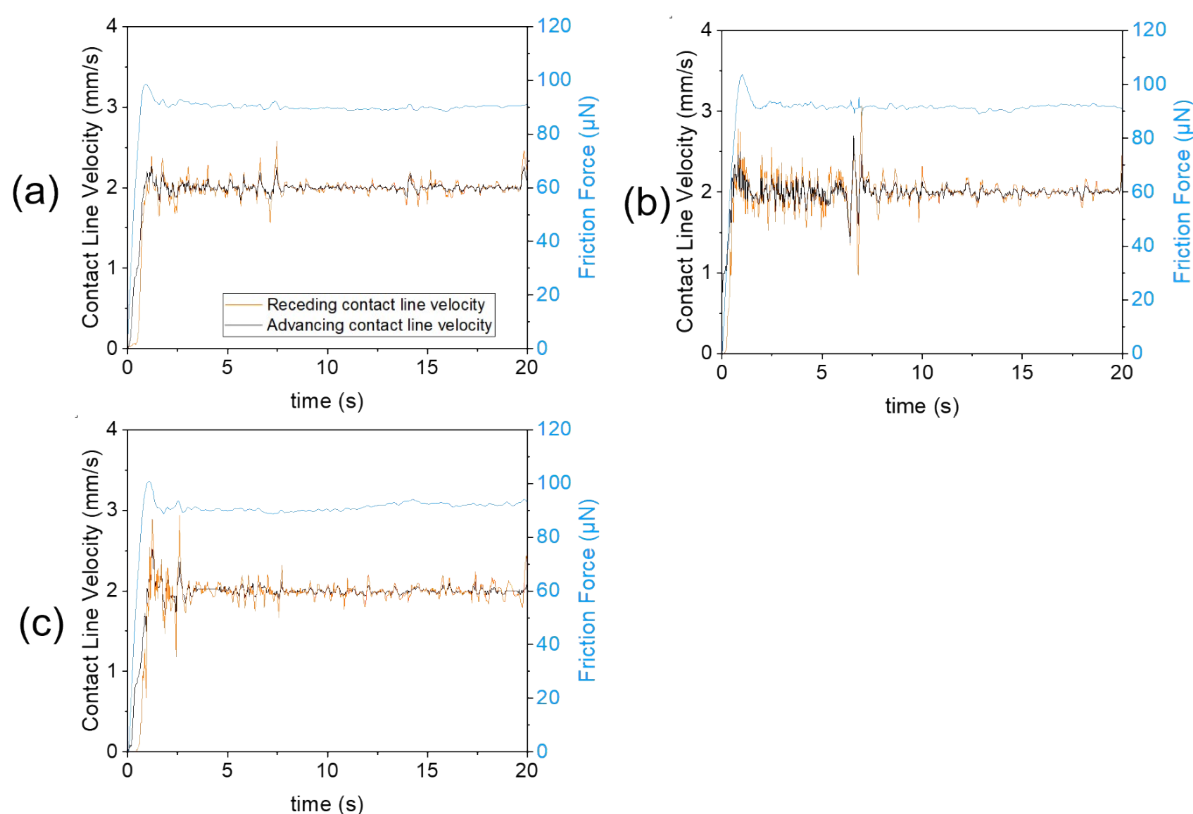 (a)
Contact Line Velocity (mm/s)
4
3
2
1
0
Receding contact line velocity
Advancing contact line velocity
120
100
80
60
40
20
0
Friction Force (µN)
0 5 10 15 20
time (s)
(b)
Contact Line Velocity (mm/s)
4
3
2
1
0
120
100
80
60
40
20
0
Friction Force (µN)
0 5 10 15 20
time (s)
(c)
Contact Line Velocity (mm/s)
4
3
2
1
0
120
100
80
60
40
20
0
Friction Force (µN)
0 5 10 15 20
time (s)